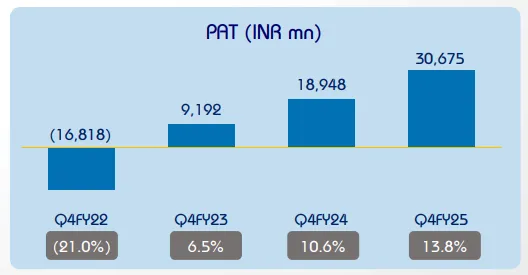 PAT (INR mn)
30,675
18,948
9,192
(16,818)
Q4FY22 Q4FY23 Q4FY24 Q4FY25
(21.0%) 6.5% 10.6% 13.8%